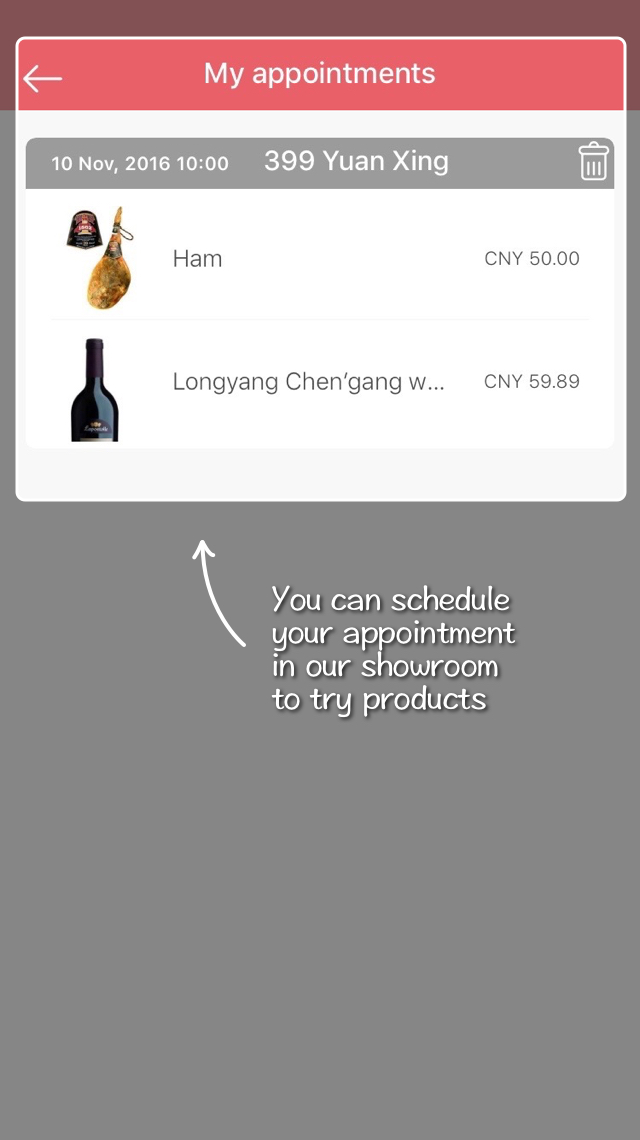 My appointments
10 Nov, 2016 10:00 399 Yuan Xing
Ham CNY 50.00
Longyang Chen’gang w... CNY 59.89
You can schedule
your appointment
in our showroom
to try products